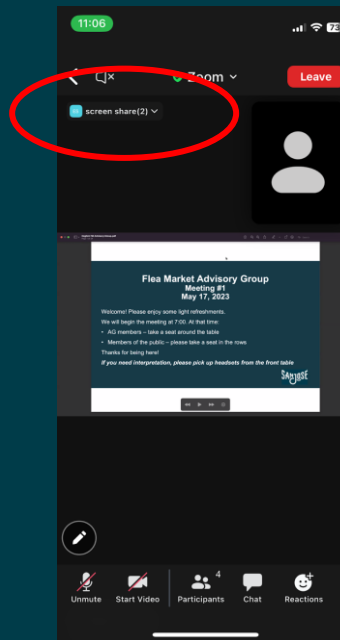 11:06
73
Zoom
Leave
screen share(2)
Flea Market Advisory Group
Meeting #1
May 17, 2023
Welcome! Please enjoy some light refreshments.
We will begin the meeting at 7:00. At that time:
• AG members – take a seat around the table
• Members of the public – please take a seat in the rows
Thanks for being here!
If you need interpretation, please pick up headsets from the front table
SAN JOSE
4
Unmute
Start Video
Participants
Chat
Reactions